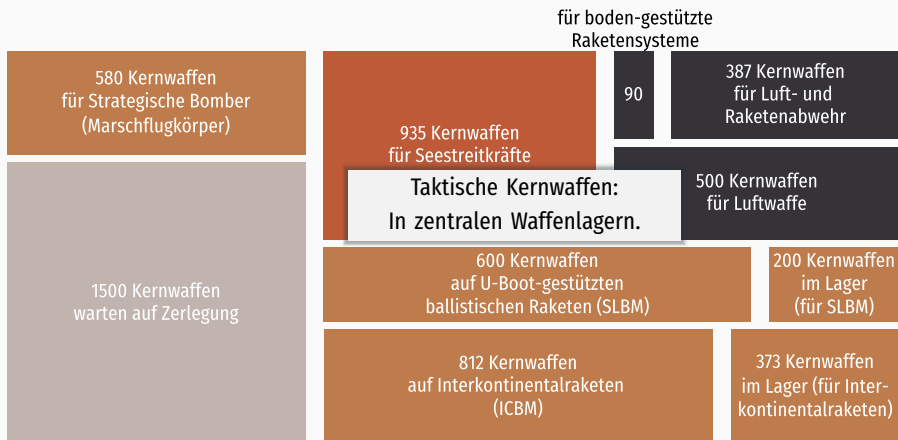 für boden-gestützte
Raketensysteme
580 Kernwaffen
für Strategische Bomber
(Marschflugkörper)
935 Kernwaffen
für Seestreitkräfte
90
387 Kernwaffen
für Luft- und
Raketenabwehr
Taktische Kernwaffen:
In zentralen Waffenlagern.
500 Kernwaffen
für Luftwaffe
1500 Kernwaffen
warten auf Zerlegung
600 Kernwaffen
auf U-Boot-gestützten
ballistischen Raketen (SLBM)
200 Kernwaffen
im Lager
(für SLBM)
812 Kernwaffen
auf Interkontinentalraketen
(ICBM)
373 Kernwaffen
im Lager (für Inter-
kontinentalraketen)